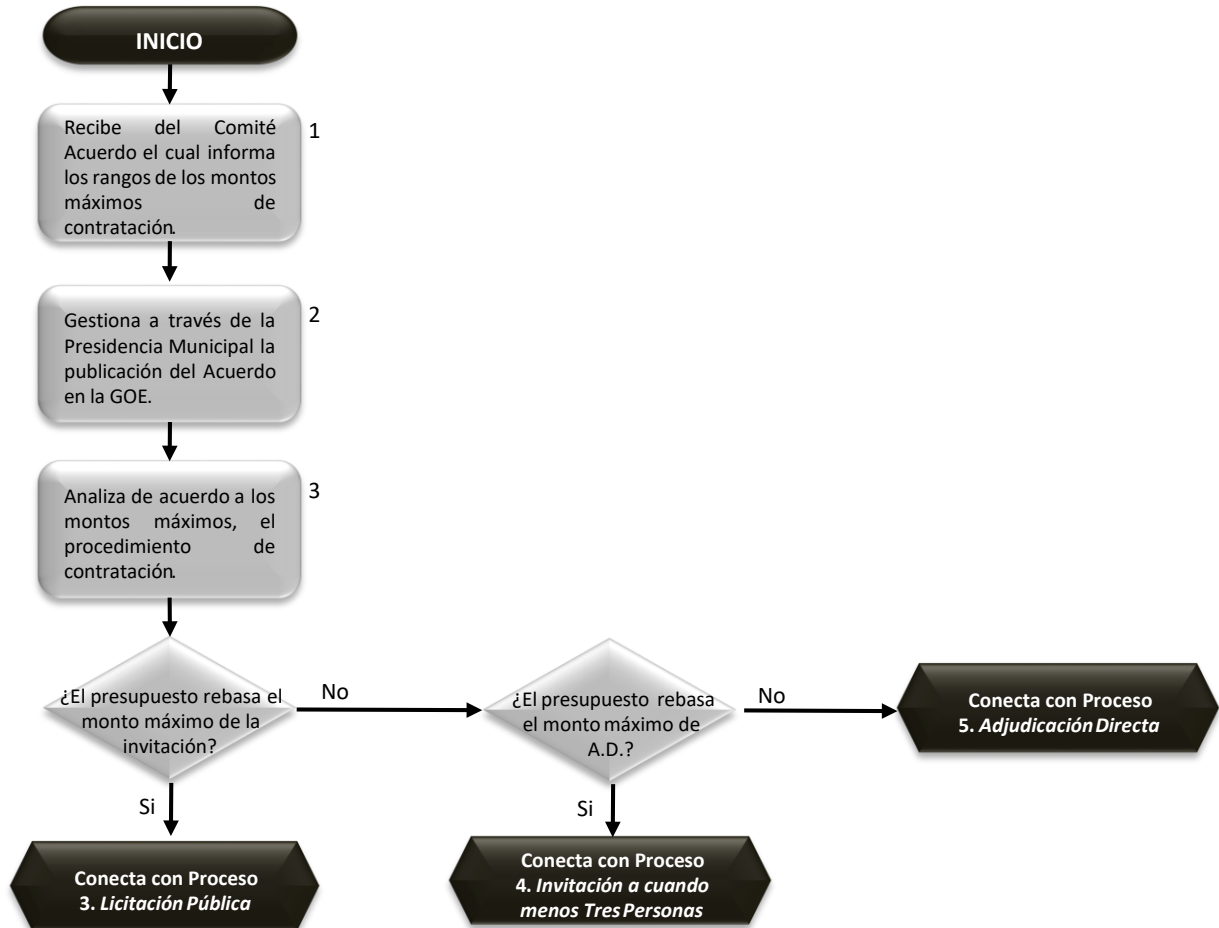 INICIO
Recibe del Comité
Acuerdo el cual informa
los rangos de los montos
máximos de
contratación.
1
Gestiona a través de la
Presidencia Municipal la
publicación del Acuerdo
en la GOE.
2
Analiza de acuerdo a los
montos máximos, el
procedimiento de
contratación.
3
¿El presupuesto rebasa el
monto máximo de la
invitación?
No
¿El presupuesto rebasa
el monto máximo de
A.D.?
No
Conecta con Proceso
5. Adjudicación Directa
Si
Si
Conecta con Proceso
3. Licitación Pública
Conecta con Proceso
4. Invitación a cuando
menos Tres Personas